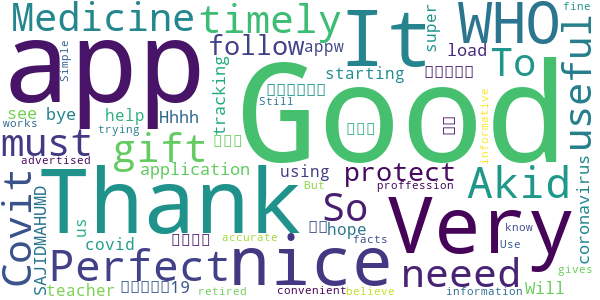 Medicine
timely
It
WHO
super
useful
app
follow
appw
load
To
starting
tracking
Good
see
bye
help
Hhhh
must
gift
application
using
protect
Akid
informative
coronavirus
trying
works
Simple
Still
fine
advertised
Thank
Very
Covit
SAJIDMAHUMD
Perfect
nice
So
neeed
But
proffession
us
hope
know
Use
covid
accurate
facts
19
teacher
retired
convenient
believe
information
Will
gives